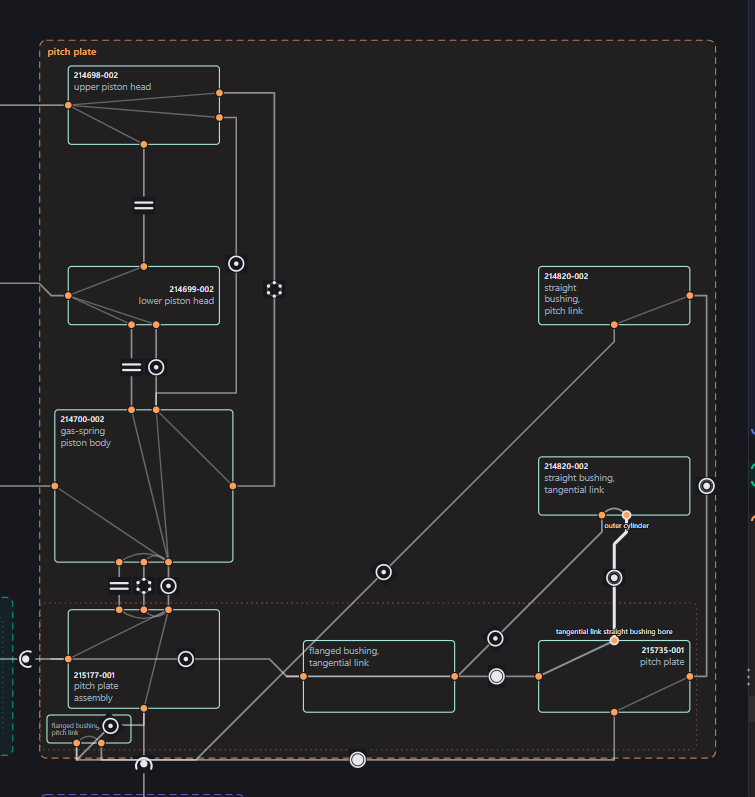 pitch plate
214698-002
upper piston head
214699-002
lower piston head
214820-002
straight
bushing,
pitch link
214700-002
gas-spring
piston body
214820-002
straight bushing,
tangential link
outer cylinder
tangential link straight bushing bore
flanged bushing,
tangential link
215735-001
pitch plate
215177-001
pitch plate
assembly
flanged bushing,
pitch link